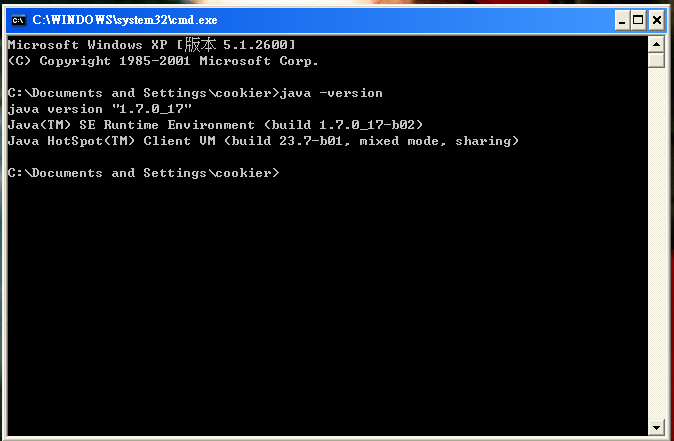 C:\WINDOWS\system32\cmd.exe
Microsoft Windows XP [版本 5.1.2600]
(C) Copyright 1985-2001 Microsoft Corp.
C:\Documents and Settings\cookier>java -version
java version "1.7.0_17"
Java(TM) SE Runtime Environment (build 1.7.0_17-b02)
Java HotSpot(TM) Client VM (build 23.7-b01, mixed mode, sharing)
C:\Documents and Settings\cookier>